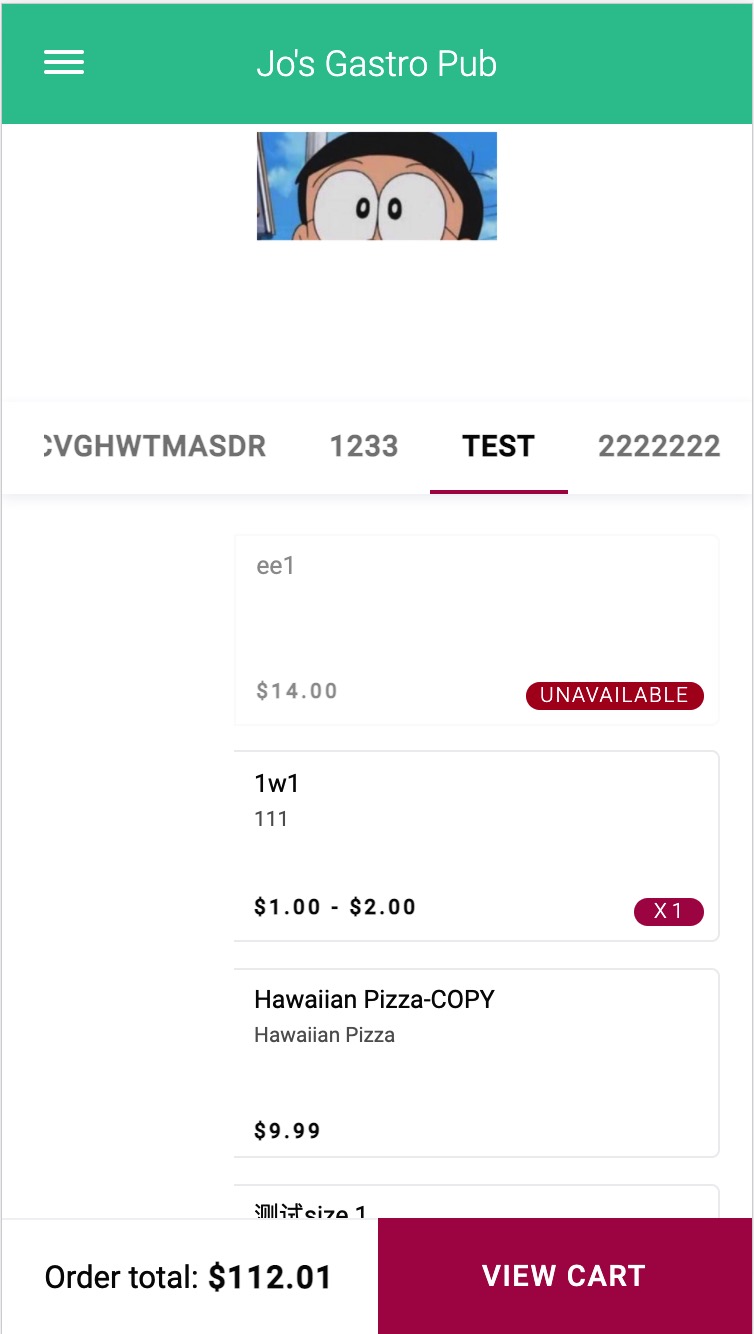 Jo's Gastro Pub
CVGHWTMASDR 1233 TEST 2222222
ee1
$14.00 UNAVAILABLE
1w1
111
$1.00 - $2.00 X 1
Hawaiian Pizza-COPY
Hawaiian Pizza
$9.99
测试size 1
Order total: $112.01 VIEW CART